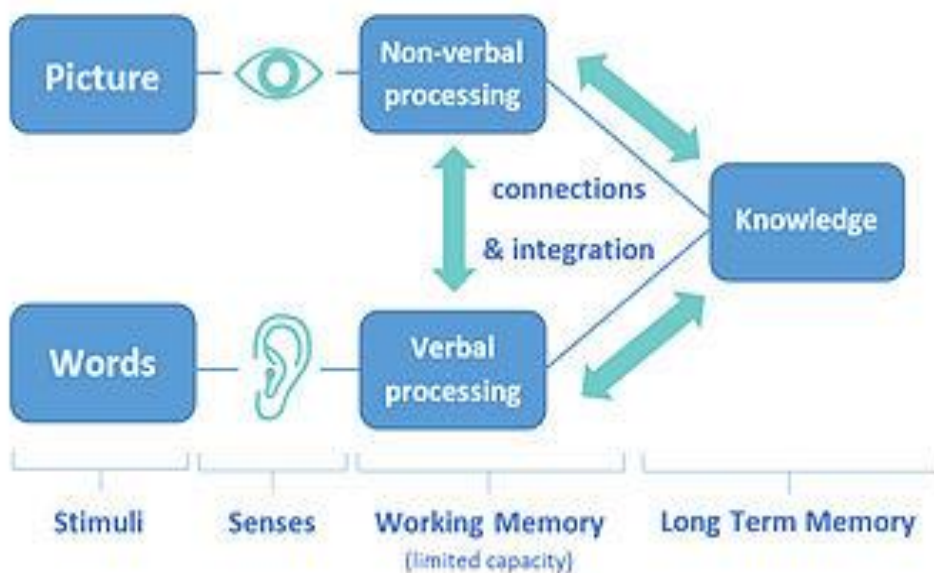 Picture
Non-verbal
processing
connections
& integration
Knowledge
Words
Verbal
processing
Stimuli
Senses
Working Memory
(limited capacity)
Long Term Memory